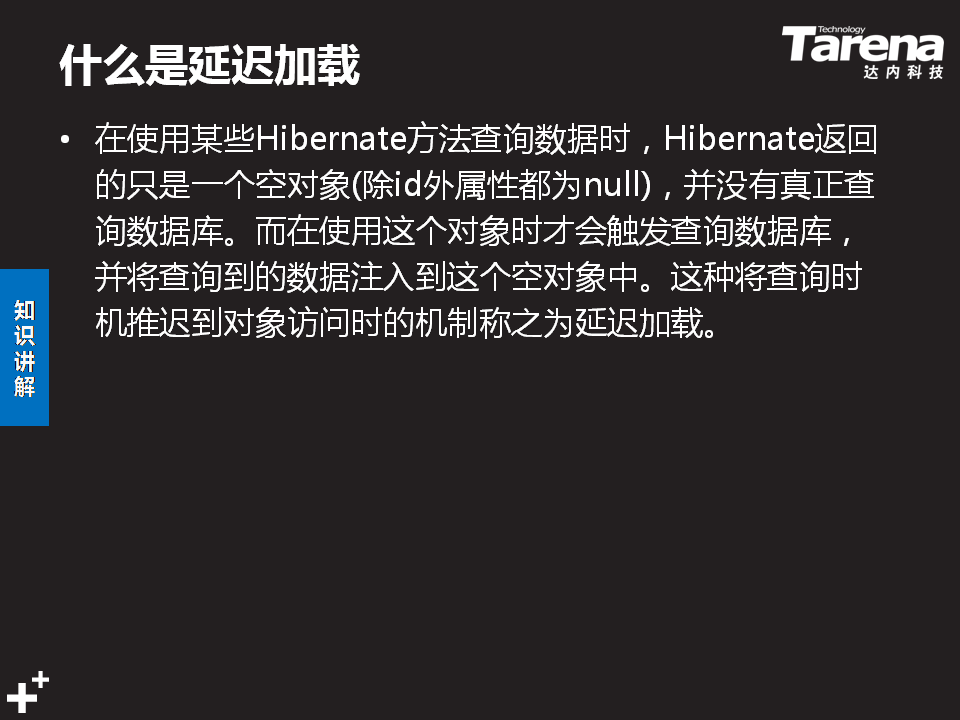 什么是延迟加载
Technology
Tarena
达内科技
• 在使用某些Hibernate方法查询数据时，Hibernate返回
的只是一个空对象(除id外属性都为null)，并没有真正查
询数据库。而在使用这个对象时才会触发查询数据库，
并将查询到的数据注入到这个空对象中。这种将查询时
机推迟到对象访问时的机制称之为延迟加载。
知识讲解